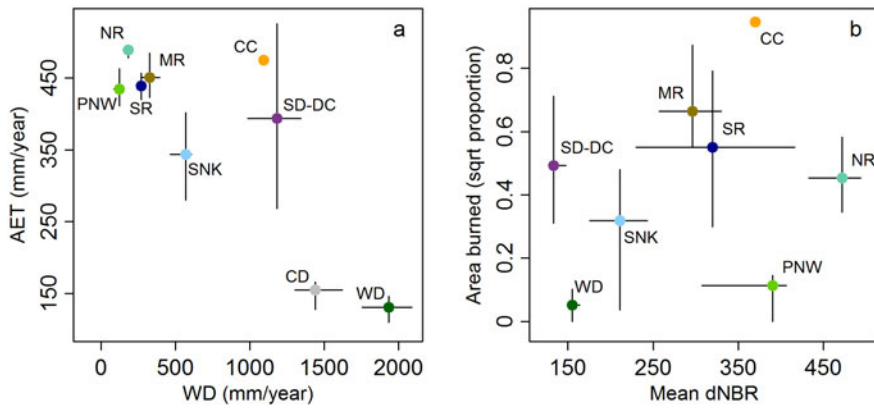 a
NR
MR
CC
PNW
SR
SD-DC
SNK
CD
WD
450
350
250
150
AET (mm/year)
0 500 1000 1500 2000
WD (mm/year)
b
CC
MR
SR
SD-DC
NR
SNK
PNW
WD
0.8
0.6
0.4
0.2
0
Area burned (sqrt proportion)
150 250 350 450
Mean dNBR